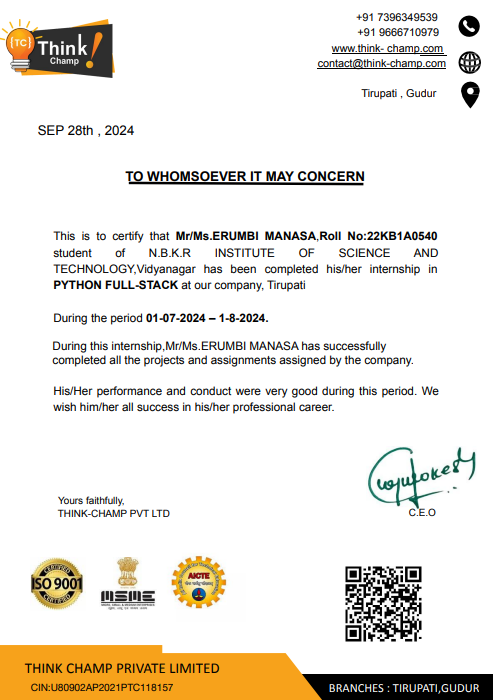 +91 7396349539
+91 9666710979
www.think- champ.com
contact@think-champ.com
Tirupati , Gudur
{TC}
Think
Champ
!
SEP 28th , 2024
TO WHOMSOEVER IT MAY CONCERN
This is to certify that Mr/Ms.ERUMBI MANASA,Roll No:22KB1A0540
student of N.B.K.R INSTITUTE OF SCIENCE AND
TECHNOLOGY,Vidyanagar has been completed his/her internship in
PYTHON FULL-STACK at our company, Tirupati
During the period 01-07-2024 – 1-8-2024.
During this internship,Mr/Ms.ERUMBI MANASA has successfully
completed all the projects and assignments assigned by the company.
His/Her performance and conduct were very good during this period. We
wish him/her all success in his/her professional career.
Yours faithfully,
THINK-CHAMP PVT LTD
C.E.O
CERTIFIED
ISO 9001
CERTIFIED
MSME
AICTE
THINK CHAMP PRIVATE LIMITED
CIN:U80902AP2021PTC118157
BRANCHES : TIRUPATI,GUDUR